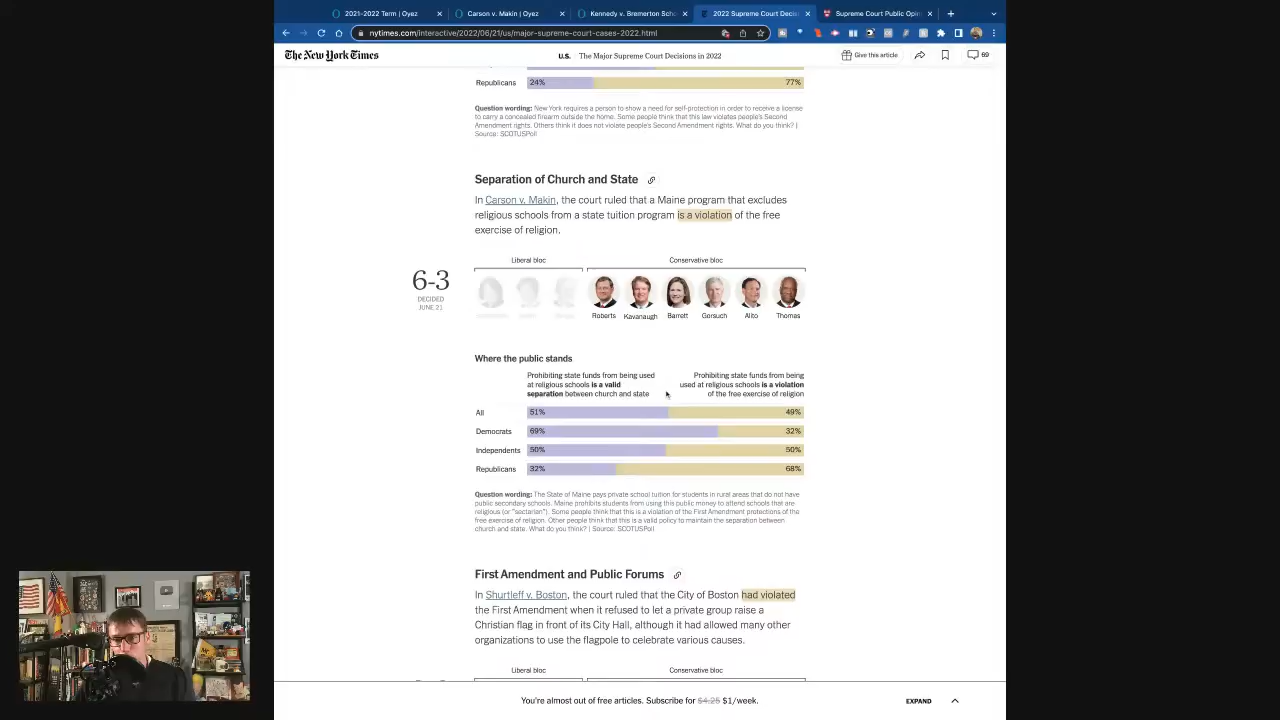 2021-2022 Term | Oyez
Carson v. Makin | Oyez
Kennedy v. Bremerton Scho
2022 Supreme Court Decisi
Supreme Court Public Opin
nytimes.com/interactive/2022/06/21/us/major-supreme-court-cases-2022.html
The New York Times
U.S. The Major Supreme Court Decisions in 2022
Give this article
69
Republicans 24% 77%
Question wording: New York requires a person to show a need for self-protection in order to receive a license
to carry a concealed firearm outside the home. Some people think that this law violates people's Second
Amendment rights. Others think it does not violate people's Second Amendment rights. What do you think? |
Source: SCOTUSPoll
Separation of Church and State
In Carson v. Makin, the court ruled that a Maine program that excludes
religious schools from a state tuition program is a violation of the free
exercise of religion.
Liberal bloc Conservative bloc
6-3
DECIDED
JUNE 21
Roberts Kavanaugh Barrett Gorsuch Alito Thomas
Where the public stands
Prohibiting state funds from being used
at religious schools is a valid
separation between church and state
Prohibiting state funds from being
used at religious schools is a violation
of the free exercise of religion
All 51% 49%
Democrats 69% 32%
Independents 50% 50%
Republicans 32% 68%
Question wording: The State of Maine pays private school tuition for students in rural areas that do not have
public secondary schools. Maine prohibits students from using this public money to attend schools that are
religious (or "sectarian"). Some people think that this is a violation of the First Amendment protections of the
free exercise of religion. Other people think that this is a valid policy to maintain the separation between
church and state. What do you think? | Source: SCOTUSPoll
First Amendment and Public Forums
In Shurtleff v. Boston, the court ruled that the City of Boston had violated
the First Amendment when it refused to let a private group raise a
Christian flag in front of its City Hall, although it had allowed many other
organizations to use the flagpole to celebrate various causes.
Liberal bloc Conservative bloc
You're almost out of free articles. Subscribe for $4.25 $1/week.
EXPAND